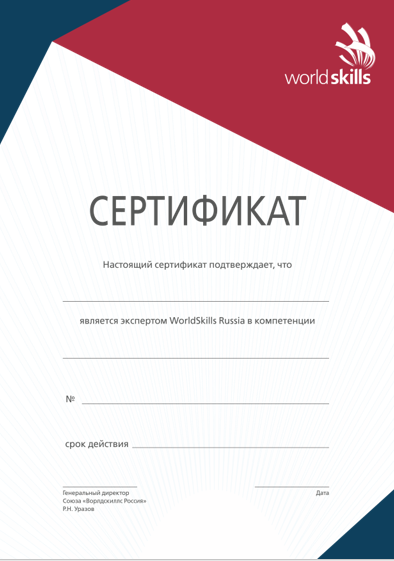 worldskills
СЕРТИФИКАТ
Настоящий сертификат подтверждает, что
является экспертом WorldSkills Russia в компетенции
№
срок действия
Генеральный директор
Союза «Ворлдскиллс Россия»
Р.Н. Уразов
Дата